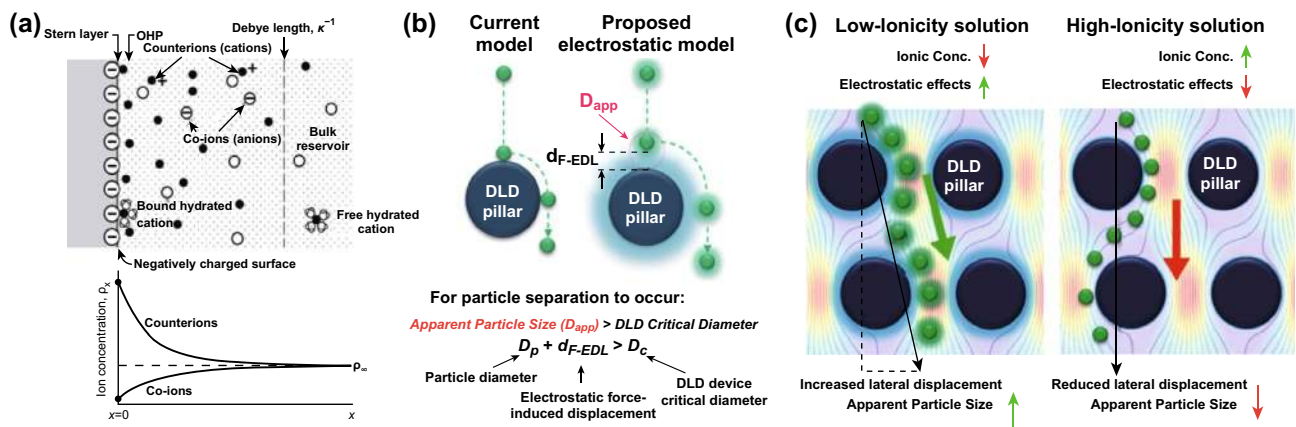 (a)
Stern layer
OHP
Debye length, κ⁻¹
Counterions (cations)
+
+
Co-ions (anions)
Bulk
reservoir
Bound hydrated
cation
Free hydrated
cation
Negatively charged surface
Ion concentration, ρx
Counterions
Co-ions
ρ∞
x=0
x
(b)
Current
model
Proposed
electrostatic model
Dapp
dF-EDL
DLD
pillar
DLD
pillar
For particle separation to occur:
Apparent Particle Size (Dapp) > DLD Critical Diameter
Dp + dF-EDL > Dc
Particle diameter
Electrostatic force-
induced displacement
DLD device
critical diameter
(c)
Low-Ionicity solution
Ionic Conc.
Electrostatic effects
DLD
pillar
Increased lateral displacement
Apparent Particle Size
High-Ionicity solution
Ionic Conc.
Electrostatic effects
DLD
pillar
Reduced lateral displacement
Apparent Particle Size